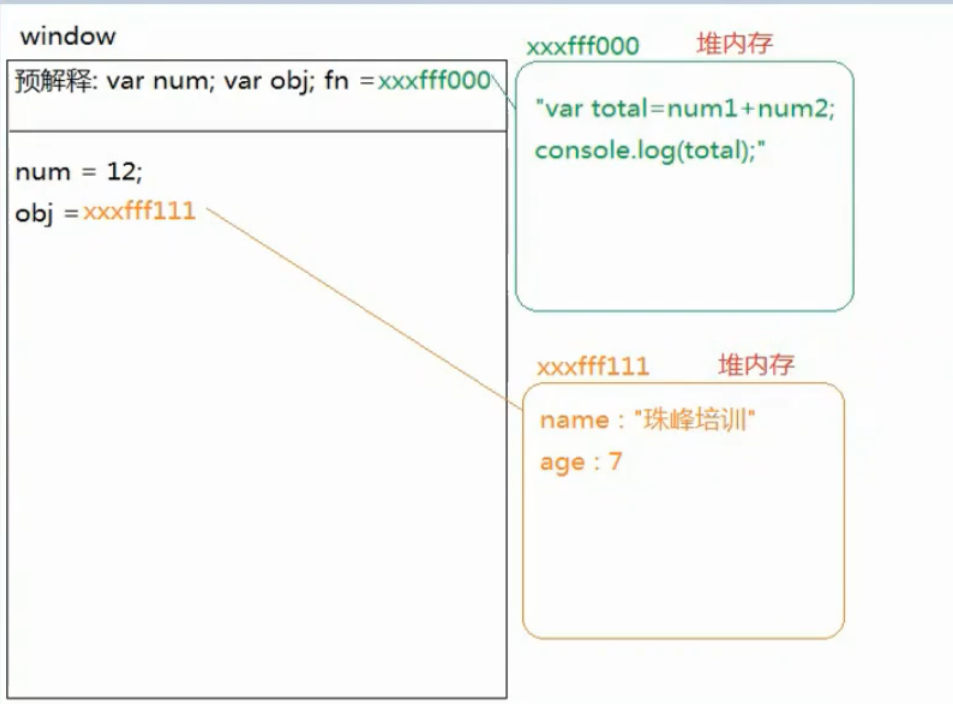 window
预解释: var num; var obj; fn =xxxfff000
num = 12;
obj =xxxfff111
xxxfff000 堆内存
"var total=num1+num2;
console.log(total);"
xxxfff111 堆内存
name : "珠峰培训"
age : 7